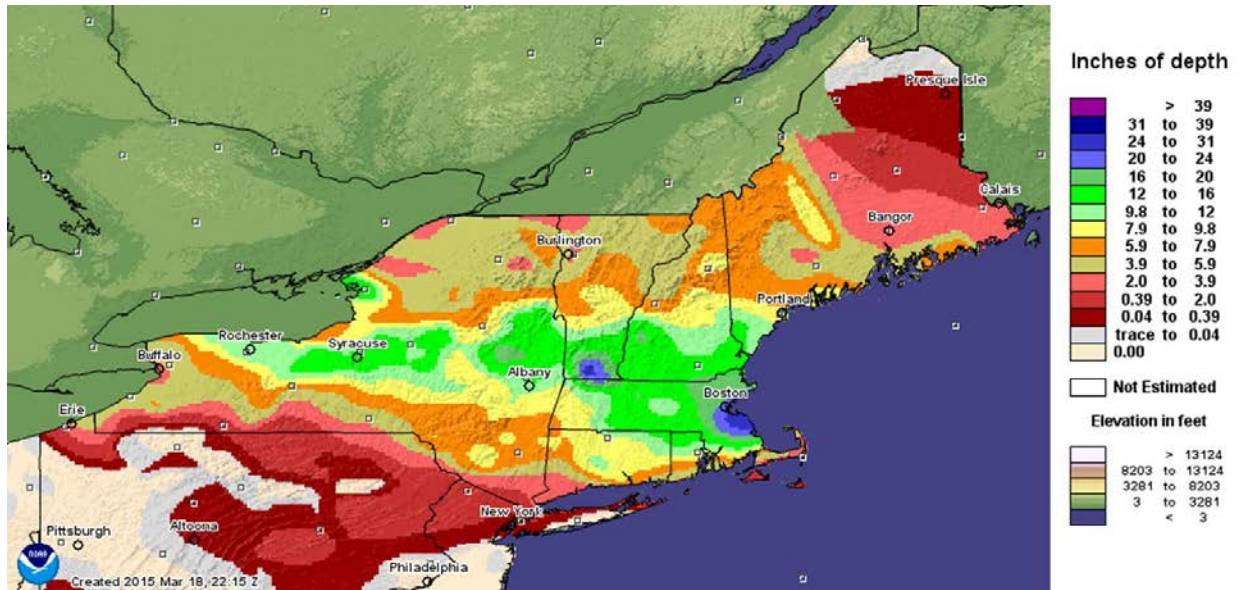 Presque Isle
Calais
Bangor
Burlington
Portland
Rochester
Syracuse
Buffalo
Albany
Boston
Erie
New York
Pittsburgh
Altoona
Philadelphia
NOAA
Created 2015 Mar 18, 22:15 Z
Inches of depth
> 39
31 to 39
24 to 31
20 to 24
16 to 20
12 to 16
9.8 to 12
7.9 to 9.8
5.9 to 7.9
3.9 to 5.9
2.0 to 3.9
0.39 to 2.0
0.04 to 0.39
trace to 0.04
0.00
Not Estimated
Elevation in feet
> 13124
8203 to 13124
3281 to 8203
3 to 3281
< 3